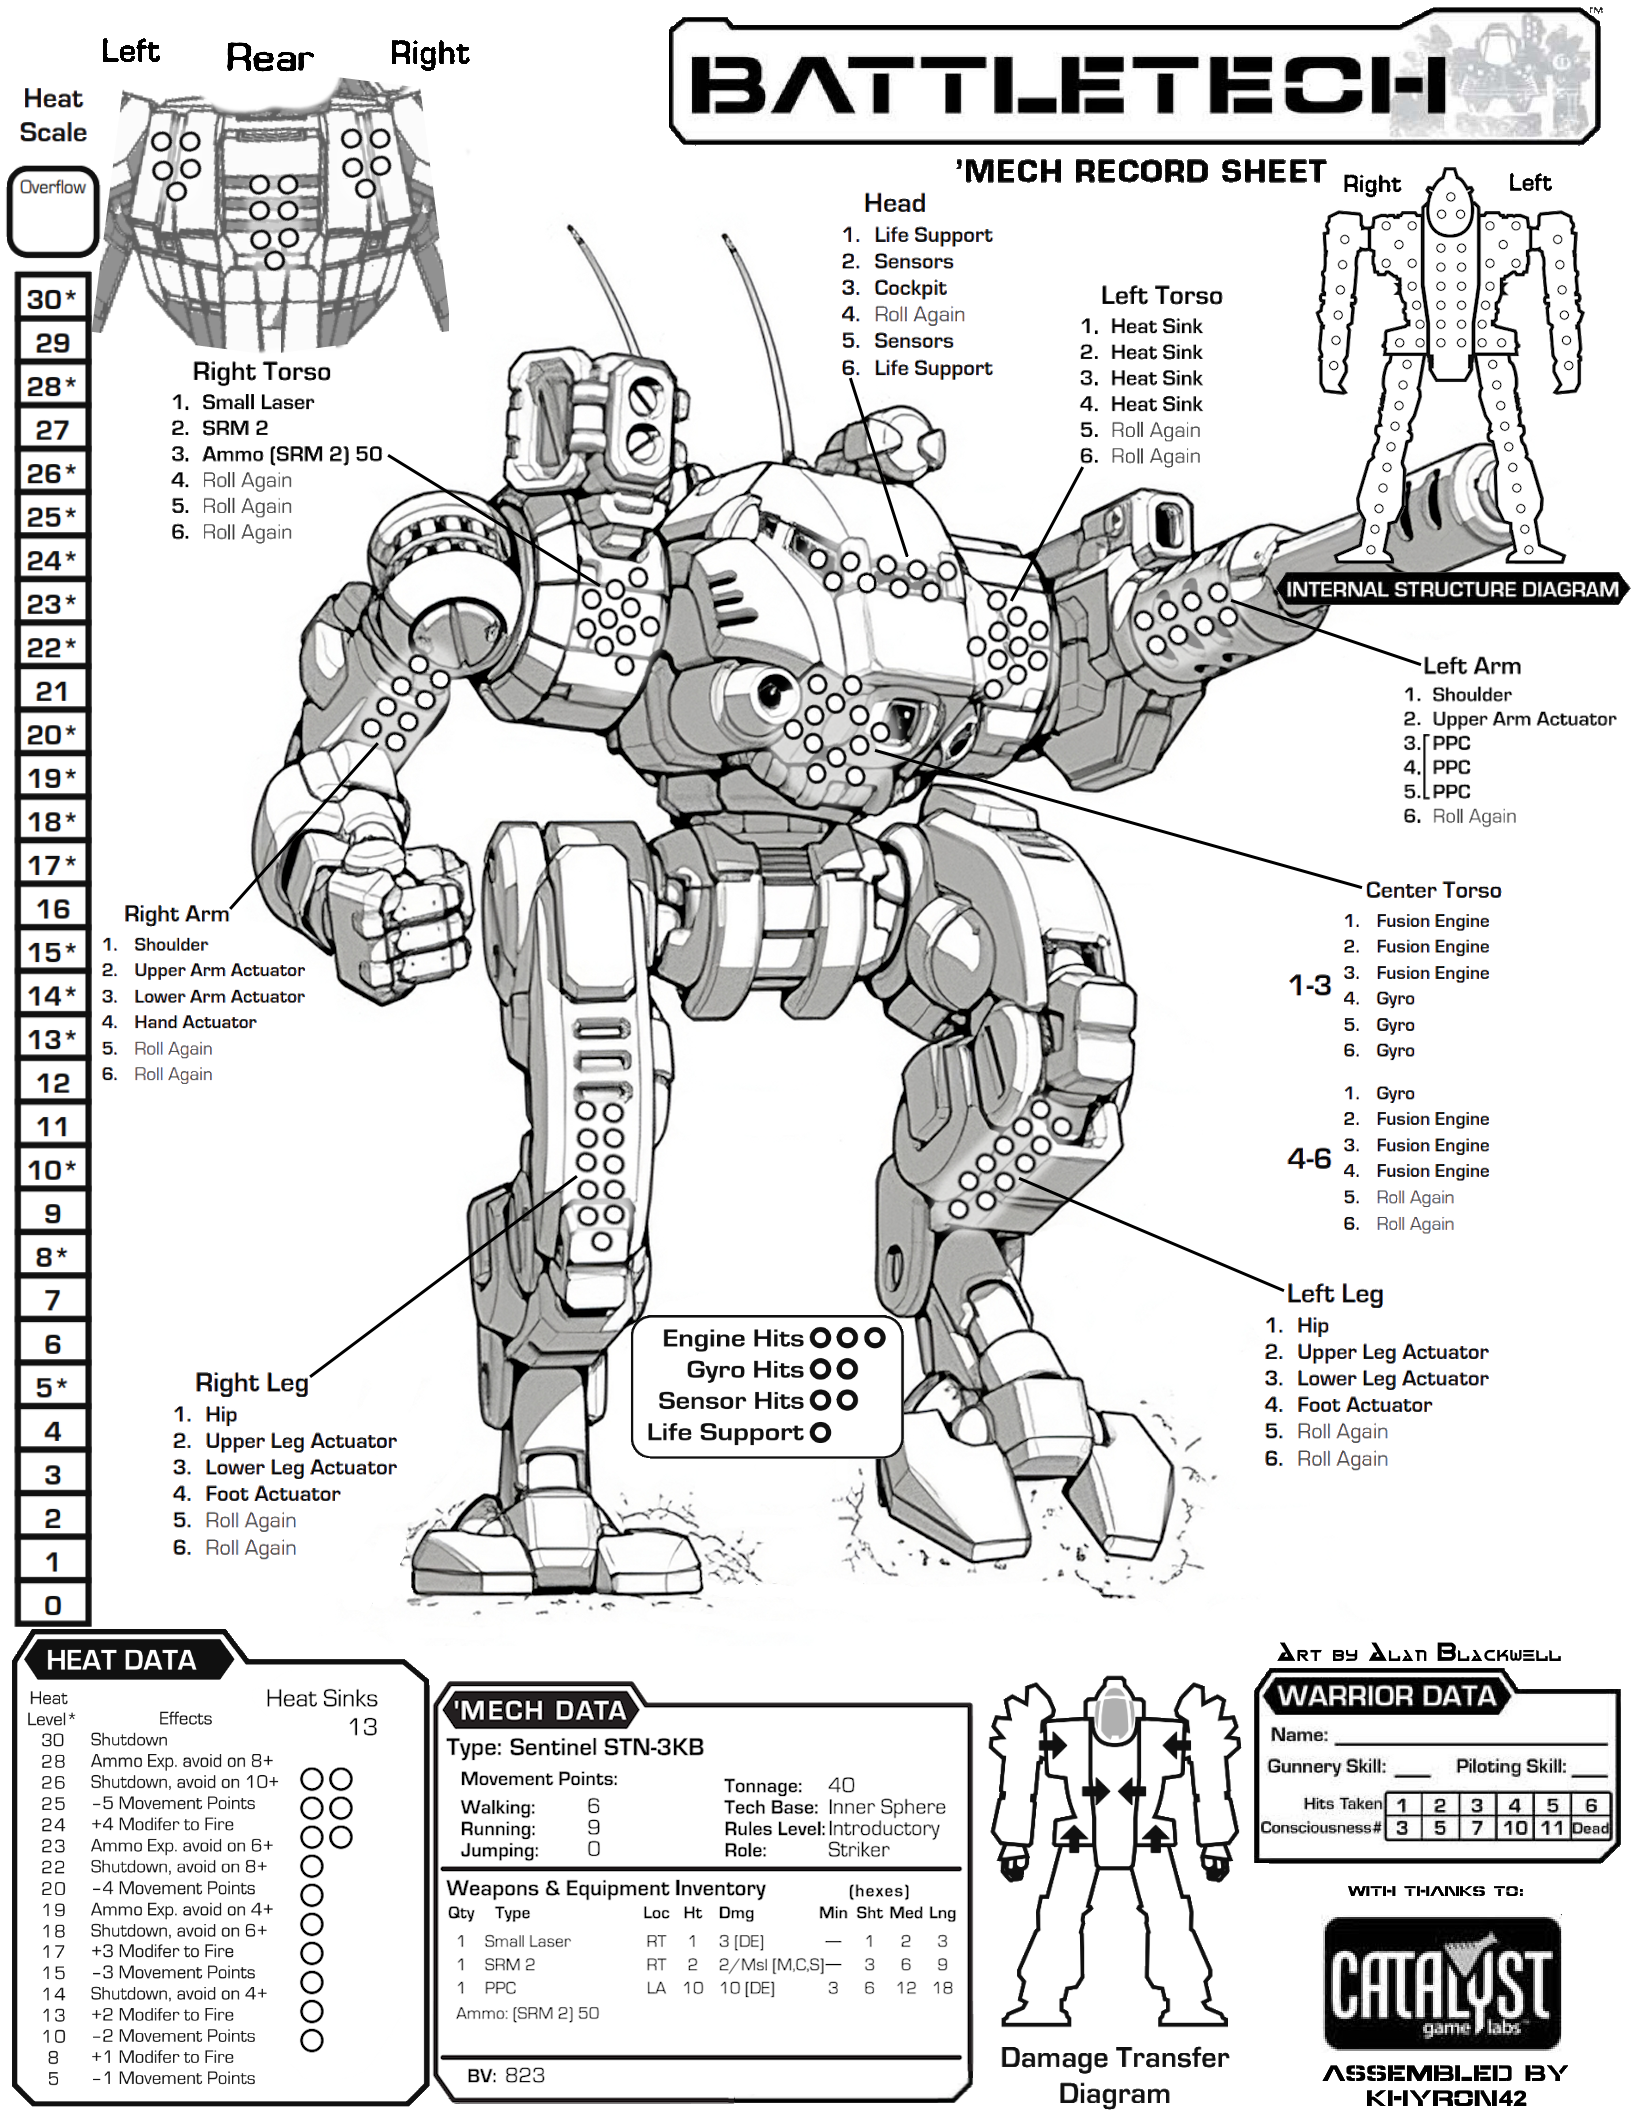 Left Rear Right
BATTLETECH™
'MECH RECORD SHEET
Heat
Scale
Overflow
30*
29
28*
27
26*
25*
24*
23*
22*
21
20*
19*
18*
17*
16
15*
14*
13*
12
11
10*
9
8*
7
6
5*
4
3
2
1
0
Head
1. Life Support
2. Sensors
3. Cockpit
4. Roll Again
5. Sensors
6. Life Support
Left Torso
1. Heat Sink
2. Heat Sink
3. Heat Sink
4. Heat Sink
5. Roll Again
6. Roll Again
Right Left
INTERNAL STRUCTURE DIAGRAM
Right Torso
1. Small Laser
2. SRM 2
3. Ammo (SRM 2) 50
4. Roll Again
5. Roll Again
6. Roll Again
Left Arm
1. Shoulder
2. Upper Arm Actuator
3. PPC
4. PPC
5. PPC
6. Roll Again
Right Arm
1. Shoulder
2. Upper Arm Actuator
3. Lower Arm Actuator
4. Hand Actuator
5. Roll Again
6. Roll Again
Center Torso
1-3
1. Fusion Engine
2. Fusion Engine
3. Fusion Engine
4. Gyro
5. Gyro
6. Gyro
4-6
1. Gyro
2. Fusion Engine
3. Fusion Engine
4. Fusion Engine
5. Roll Again
6. Roll Again
Engine Hits
Gyro Hits
Sensor Hits
Life Support
Right Leg
1. Hip
2. Upper Leg Actuator
3. Lower Leg Actuator
4. Foot Actuator
5. Roll Again
6. Roll Again
Left Leg
1. Hip
2. Upper Leg Actuator
3. Lower Leg Actuator
4. Foot Actuator
5. Roll Again
6. Roll Again
HEAT DATA
Heat
Level* Effects
Heat Sinks
13
30 Shutdown
28 Ammo Exp. avoid on 8+
26 Shutdown, avoid on 10+
25 -5 Movement Points
24 +4 Modifer to Fire
23 Ammo Exp. avoid on 6+
22 Shutdown, avoid on 8+
20 -4 Movement Points
19 Ammo Exp. avoid on 4+
18 Shutdown, avoid on 6+
17 +3 Modifer to Fire
15 -3 Movement Points
14 Shutdown, avoid on 4+
13 +2 Modifer to Fire
10 -2 Movement Points
8 +1 Modifer to Fire
5 -1 Movement Points
'MECH DATA
Type: Sentinel STN-3KB
Movement Points:
Walking: 6
Running: 9
Jumping: 0
Tonnage: 40
Tech Base: Inner Sphere
Rules Level: Introductory
Role: Striker
Weapons & Equipment Inventory (hexes)
Qty Type Loc Ht Dmg Min Sht Med Lng
1 Small Laser RT 1 3 [DE] — 1 2 3
1 SRM 2 RT 2 2/Msl [M,C,S] — 3 6 9
1 PPC LA 10 10 [DE] 3 6 12 18
Ammo: (SRM 2) 50
BV: 823
Damage Transfer
Diagram
Art by Alan Blackwell
WARRIOR DATA
Name:
Gunnery Skill: Piloting Skill:
Hits Taken 1 2 3 4 5 6
Consciousness# 3 5 7 10 11 Dead
WITH THANKS TO:
CATALYST
game labs™
ASSEMBLED BY
KHYRON42